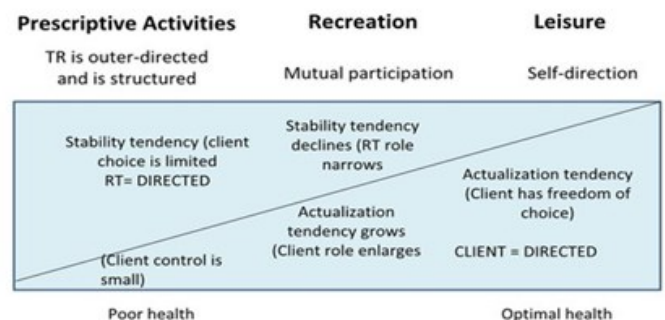 Prescriptive Activities
TR is outer-directed
and is structured
Recreation
Mutual participation
Leisure
Self-direction
Stability tendency (client
choice is limited
RT= DIRECTED
(Client control is
small)
Stability tendency
declines (RT role
narrows
Actualization
tendency grows
(Client role enlarges
Actualization tendency
(Client has freedom of
choice)
CLIENT = DIRECTED
Poor health
Optimal health